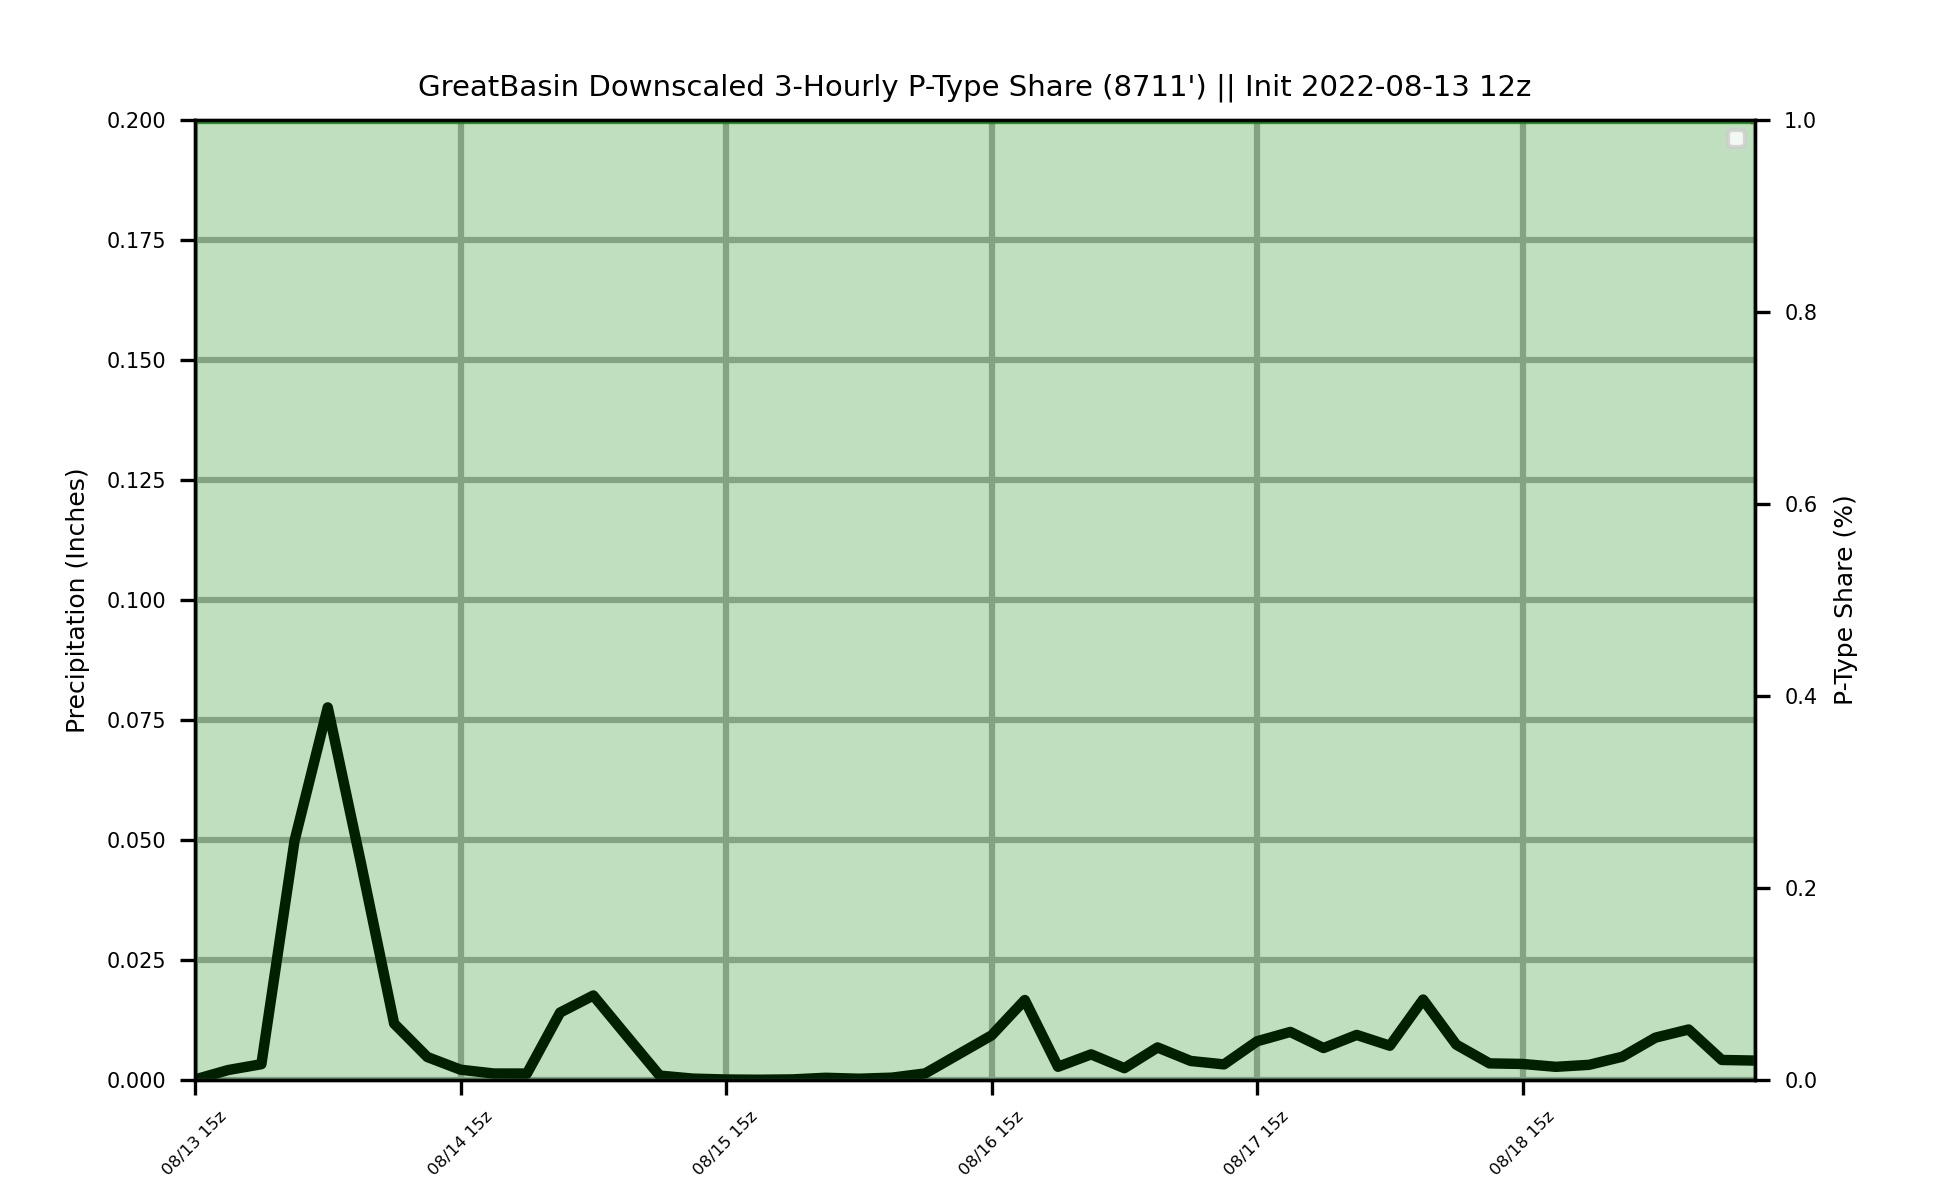 GreatBasin Downscaled 3-Hourly P-Type Share (8711') || Init 2022-08-13 12z
Precipitation (Inches)
0.200
0.175
0.150
0.125
0.100
0.075
0.050
0.025
0.000
1.0
0.8
0.6
0.4
0.2
0.0
P-Type Share (%)
08/13 15z
08/14 15z
08/15 15z
08/16 15z
08/17 15z
08/18 15z